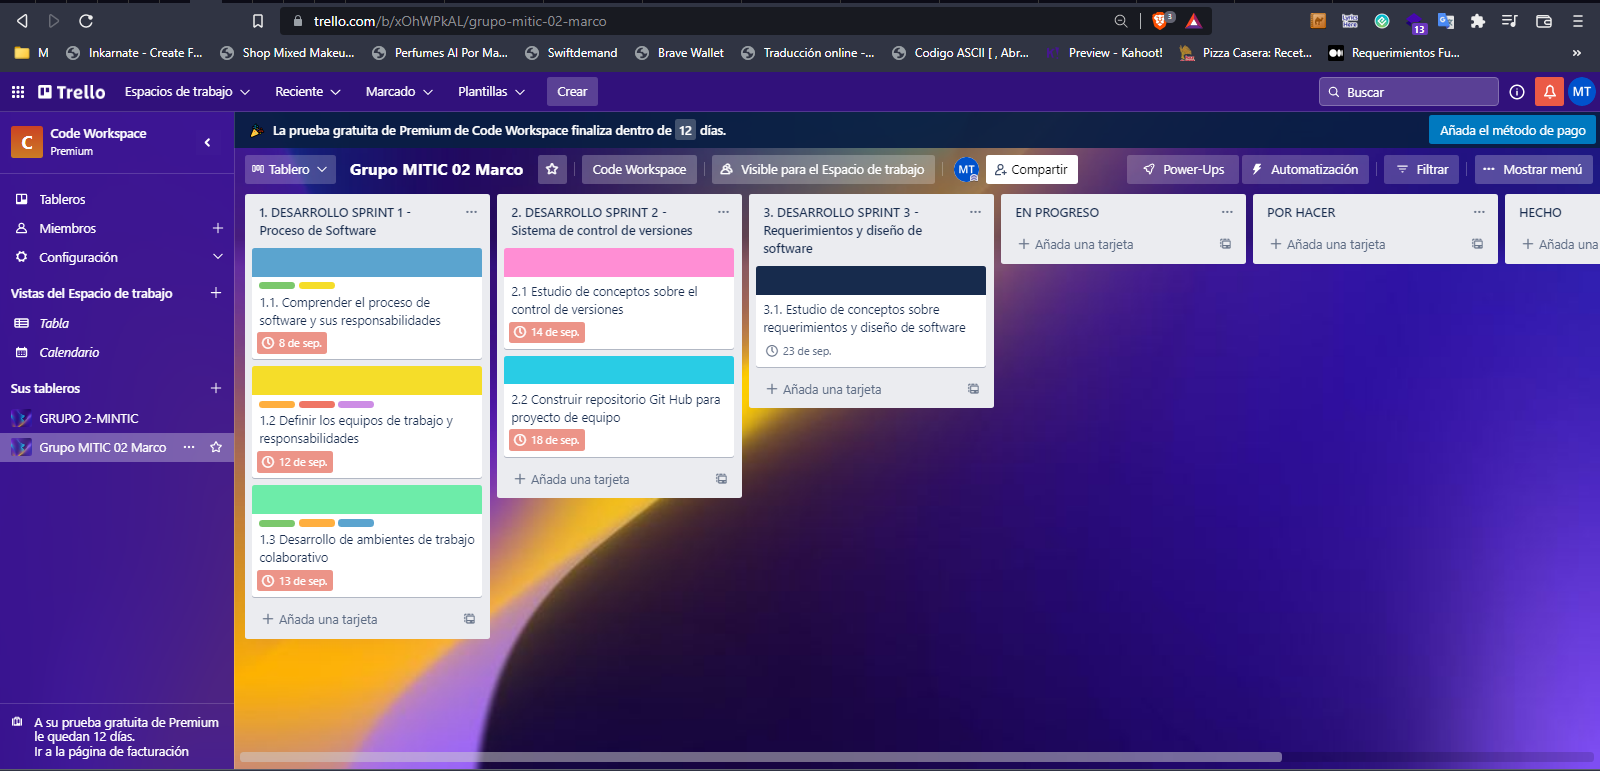 trello.com/b/xOhWPkAL/grupo-mitic-02-marco
3
13
M
Inkarnate - Create F...
Shop Mixed Makeu...
Perfumes Al Por Ma...
Swiftdemand
Brave Wallet
Traducción online -...
Codigo ASCII [ , Abr...
Preview - Kahoot!
Pizza Casera: Recet...
Requerimientos Fu...
»
Trello
Espacios de trabajo
Reciente
Marcado
Plantillas
Crear
Buscar
MT
C
Code Workspace
Premium
La prueba gratuita de Premium de Code Workspace finaliza dentro de 12 días.
Añada el método de pago
Tablero
Grupo MITIC 02 Marco
Code Workspace
Visible para el Espacio de trabajo
MT
Compartir
Power-Ups
Automatización
Filtrar
Mostrar menú
Tableros
Miembros
Configuración
Vistas del Espacio de trabajo
Tabla
Calendario
Sus tableros
GRUPO 2-MINTIC
Grupo MITIC 02 Marco
A su prueba gratuita de Premium
le quedan 12 días.
Ir a la página de facturación
1. DESARROLLO SPRINT 1 -
Proceso de Software
1.1. Comprender el proceso de
software y sus responsabilidades
8 de sep.
1.2 Definir los equipos de trabajo y
responsabilidades
12 de sep.
1.3 Desarrollo de ambientes de trabajo
colaborativo
13 de sep.
+ Añada una tarjeta
2. DESARROLLO SPRINT 2 -
Sistema de control de versiones
2.1 Estudio de conceptos sobre el
control de versiones
14 de sep.
2.2 Construir repositorio Git Hub para
proyecto de equipo
18 de sep.
+ Añada una tarjeta
3. DESARROLLO SPRINT 3 -
Requerimientos y diseño de
software
3.1. Estudio de conceptos sobre
requerimientos y diseño de software
23 de sep.
+ Añada una tarjeta
EN PROGRESO
+ Añada una tarjeta
POR HACER
+ Añada una tarjeta
HECHO
+ Añada una